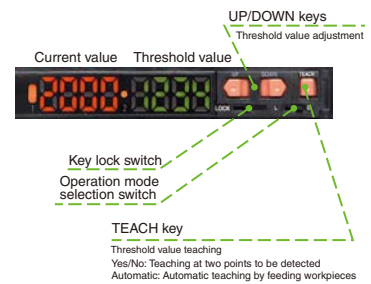 UP/DOWN keys
Threshold value adjustment
Current value Threshold value
UP DOWN TEACH
2000 1234
LOCK L D
Key lock switch
Operation mode
selection switch
TEACH key
Threshold value teaching
Yes/No: Teaching at two points to be detected
Automatic: Automatic teaching by feeding workpieces